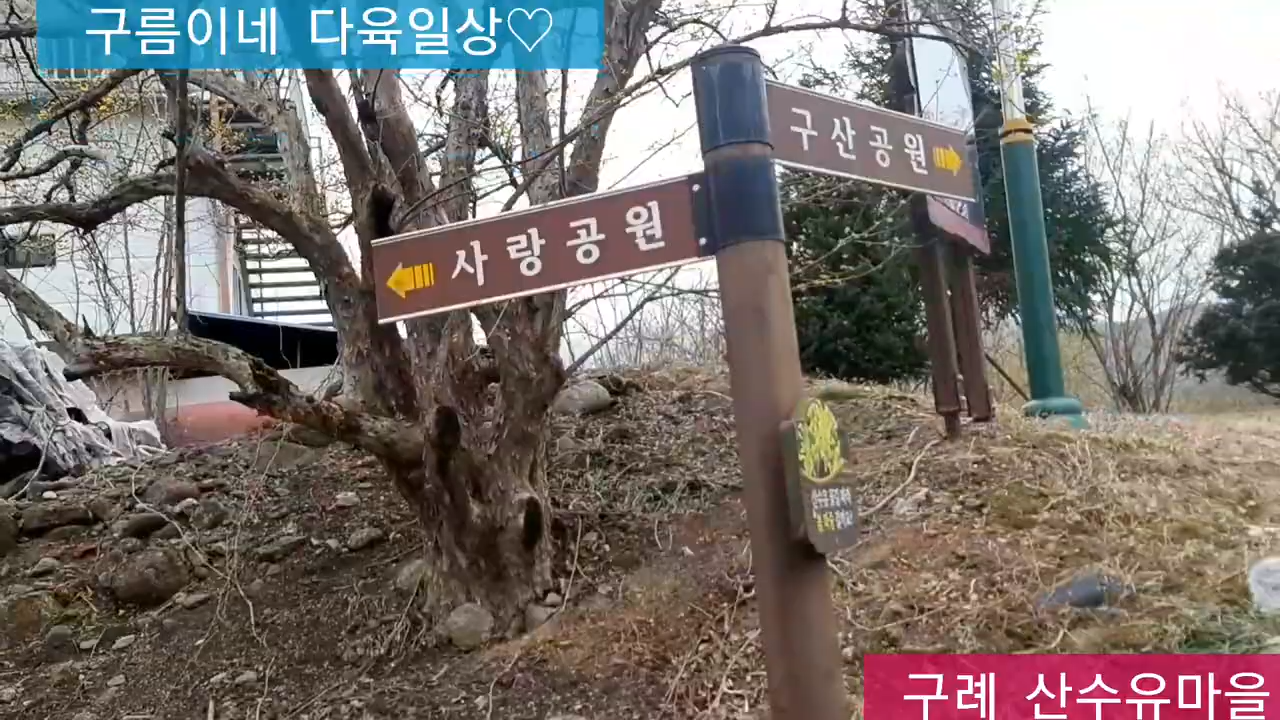 구름이네 다육일상♡
구산공원
사랑공원
구례 산수유마을